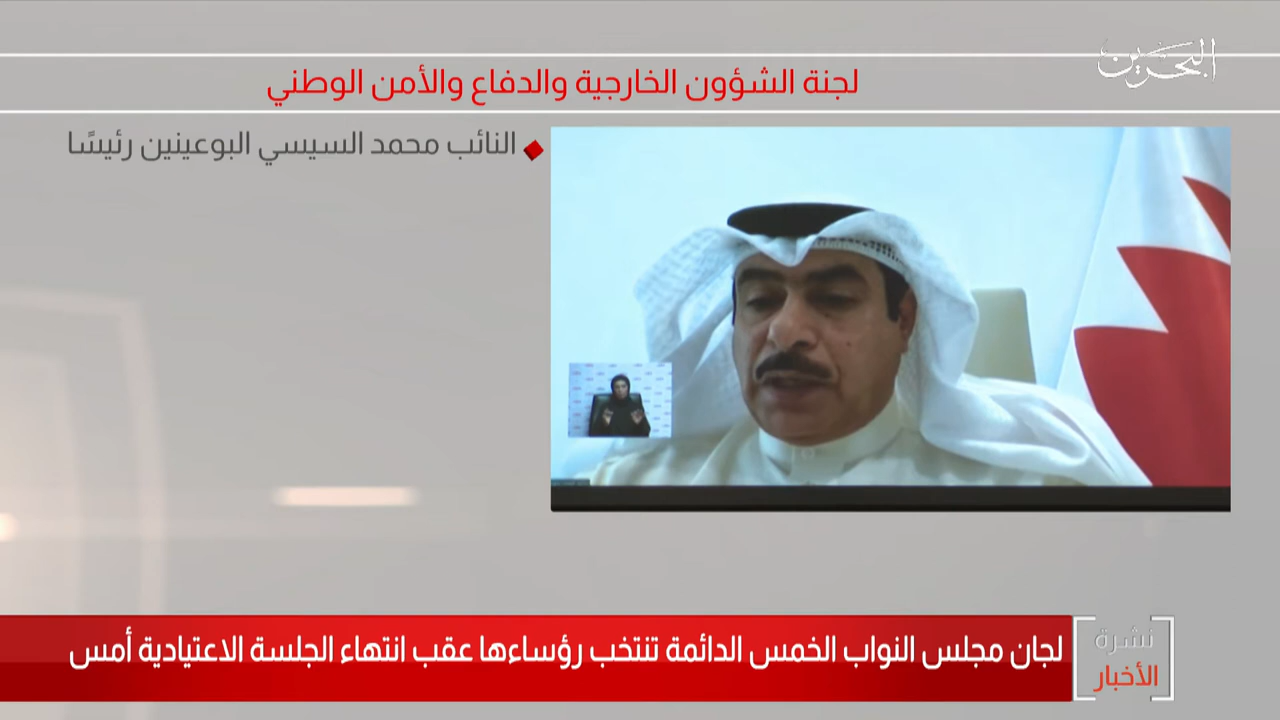 البحرين
لجنة الشؤون الخارجية والدفاع والأمن الوطني
النائب محمد السيسي البوعينين رئيسًا
نشرة
الأخبار
لجان مجلس النواب الخمس الدائمة تنتخب رؤساءها عقب انتهاء الجلسة الاعتيادية أمس